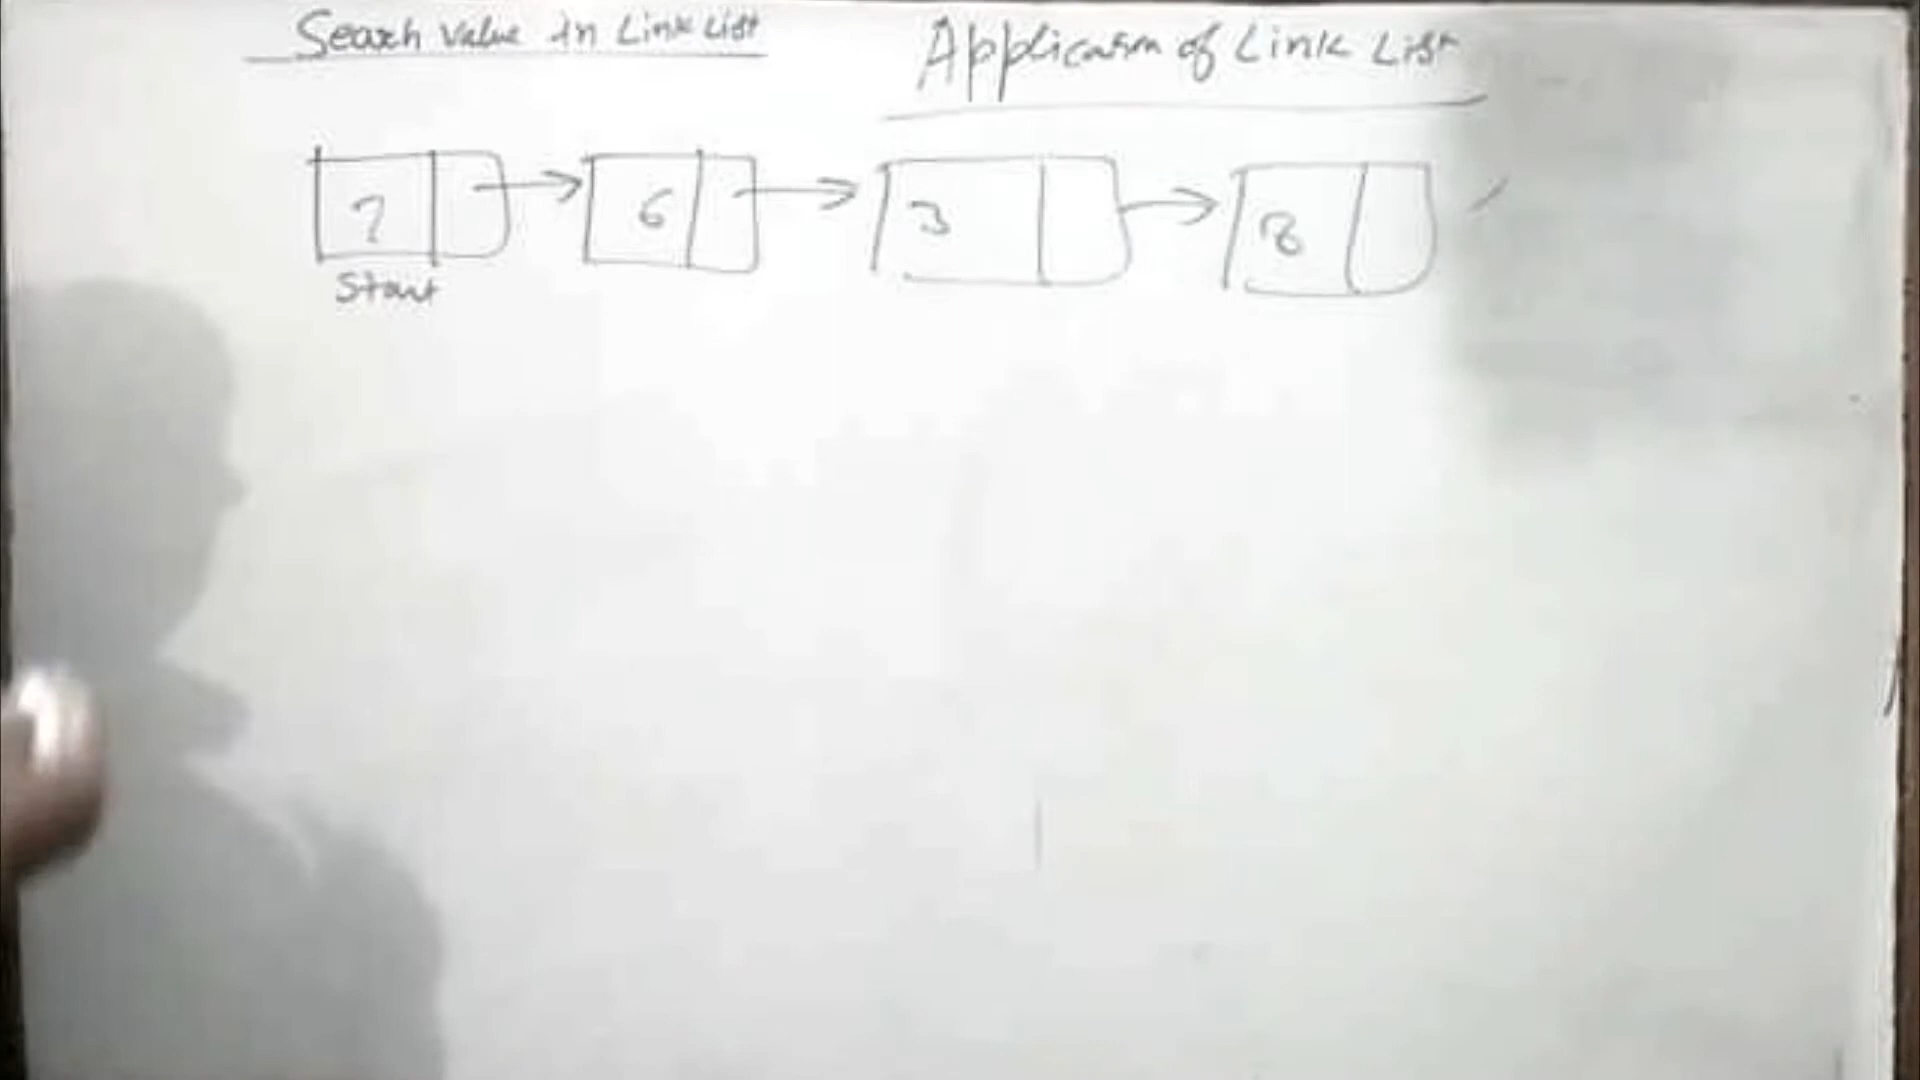 Search value in Link List
Application of Link List
7 6 3 8
Start